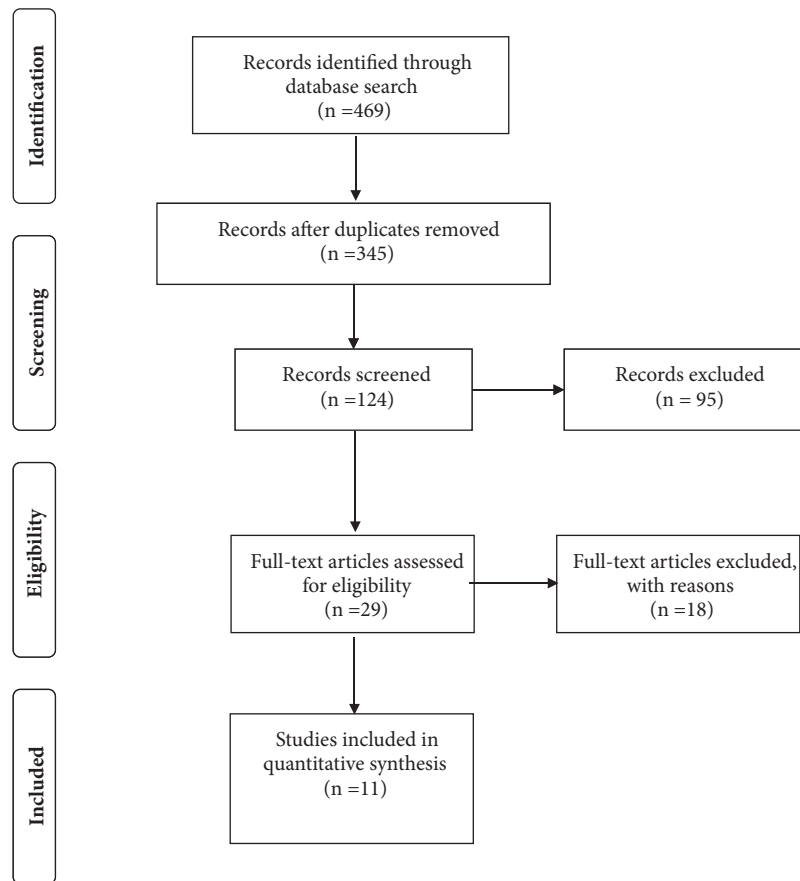 Identification
Records identified through
database search
(n =469)
Records after duplicates removed
(n =345)
Screening
Records screened
(n =124)
Records excluded
(n = 95)
Eligibility
Full-text articles assessed
for eligibility
(n =29)
Full-text articles excluded,
with reasons
(n =18)
Included
Studies included in
quantitative synthesis
(n =11)